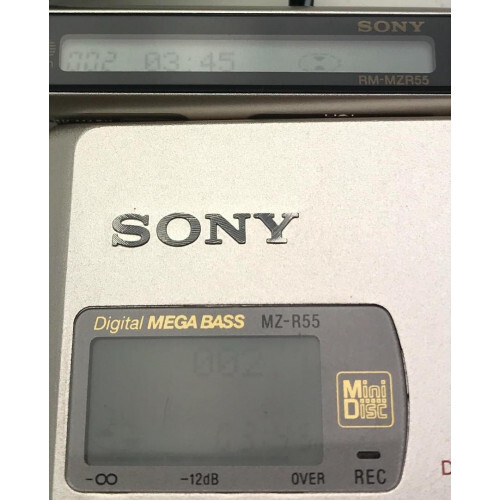 SONY
002 03:45
RM-MZR55
SONY
Digital MEGA BASS MZ-R55
002
Mini
Disc
-∞ -12dB OVER REC
D